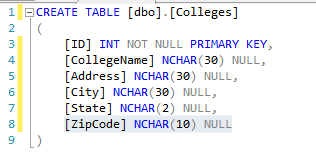 1 CREATE TABLE [dbo].[Colleges]
2 (
3 [ID] INT NOT NULL PRIMARY KEY,
4 [CollegeName] NCHAR(30) NULL,
5 [Address] NCHAR(30) NULL,
6 [City] NCHAR(30) NULL,
7 [State] NCHAR(2) NULL,
8 [ZipCode] NCHAR(10) NULL
9 )